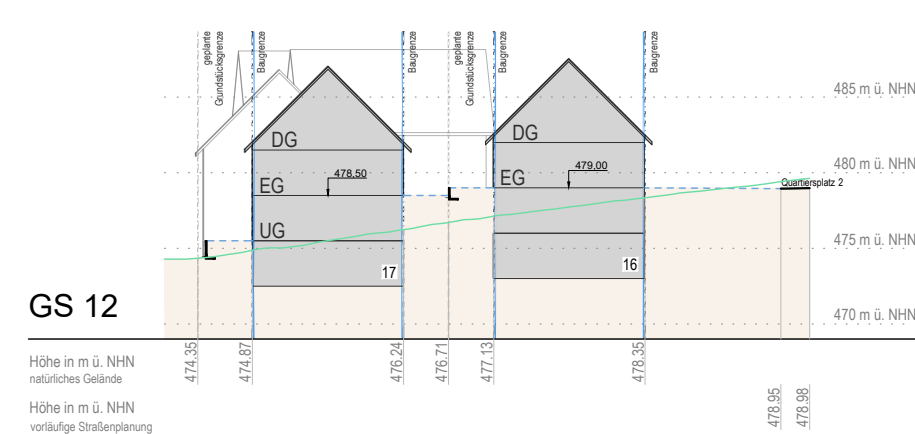 geplante
Grundstücksgrenze
Baugrenze
Baugrenze
geplante
Grundstücksgrenze
Baugrenze
Baugrenze
485 m ü. NHN
480 m ü. NHN
475 m ü. NHN
470 m ü. NHN
DG
478.50
EG
UG
17
DG
479.00
EG
16
Quartiersplatz 2
GS 12
Höhe in m ü. NHN
natürliches Gelände
474.35
474.87
476.24
476.71
477.13
478.35
Höhe in m ü. NHN
vorläufige Straßenplanung
478.95
478.98